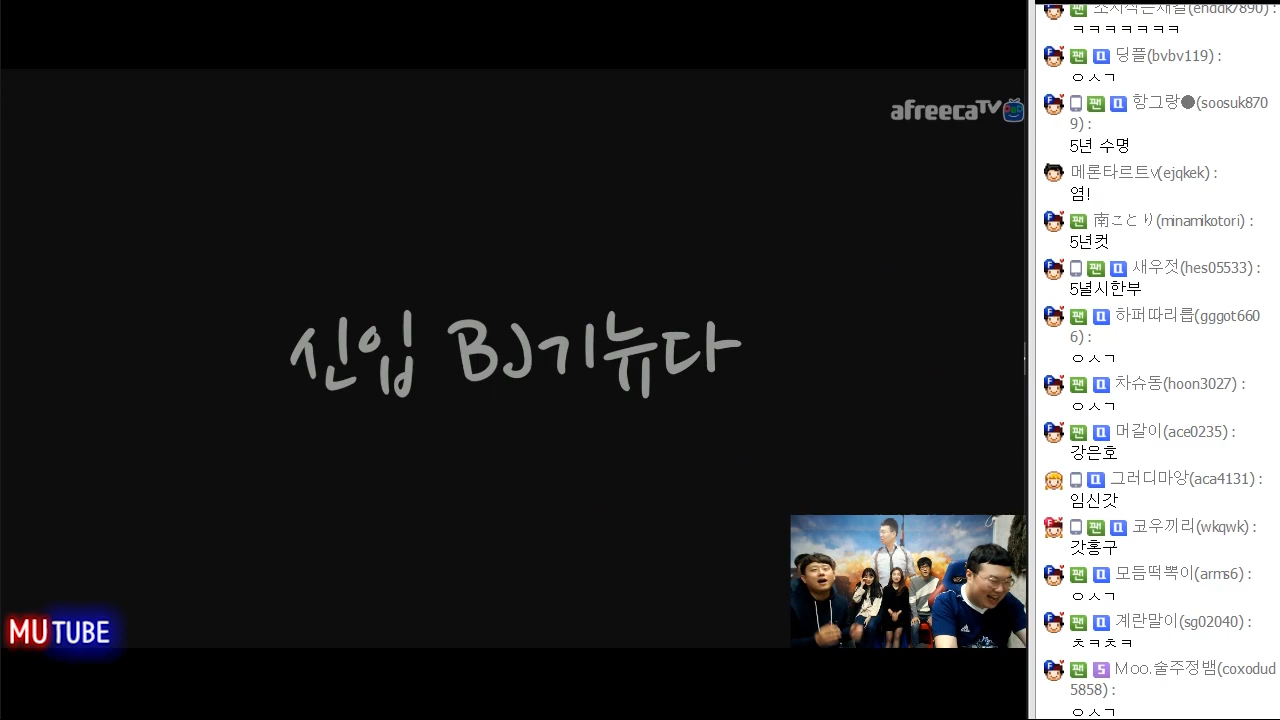 afreecaTV
신입 BJ기뉴다
MUTUBE
ㅋㅋㅋㅋㅋㅋㅋ
딩플(bvbv119) :
ㅇㅅㄱ
항그랑●(soosuk870
9) :
5년 수명
메론타르트v(ejqkek) :
염!
南ことり(minamikotori) :
5년컷
새우젓(hes05533) :
5널시한부
하퍼따리릅(gggot660
6) :
ㅇㅅㄱ
차슈동(hoon3027) :
ㅇㅅㄱ
머갈이(ace0235) :
강은호
그러디마앙(aca4131) :
임신갓
코우끼리(wkqwk) :
갓홍구
모듬떡뽁이(arms6) :
ㅇㅅㄱ
계란말이(sg02040) :
ㅊㅋㅊㅋ
Moo.술주정뱀(coxodud
5858) :
ㅇㅅㄱ